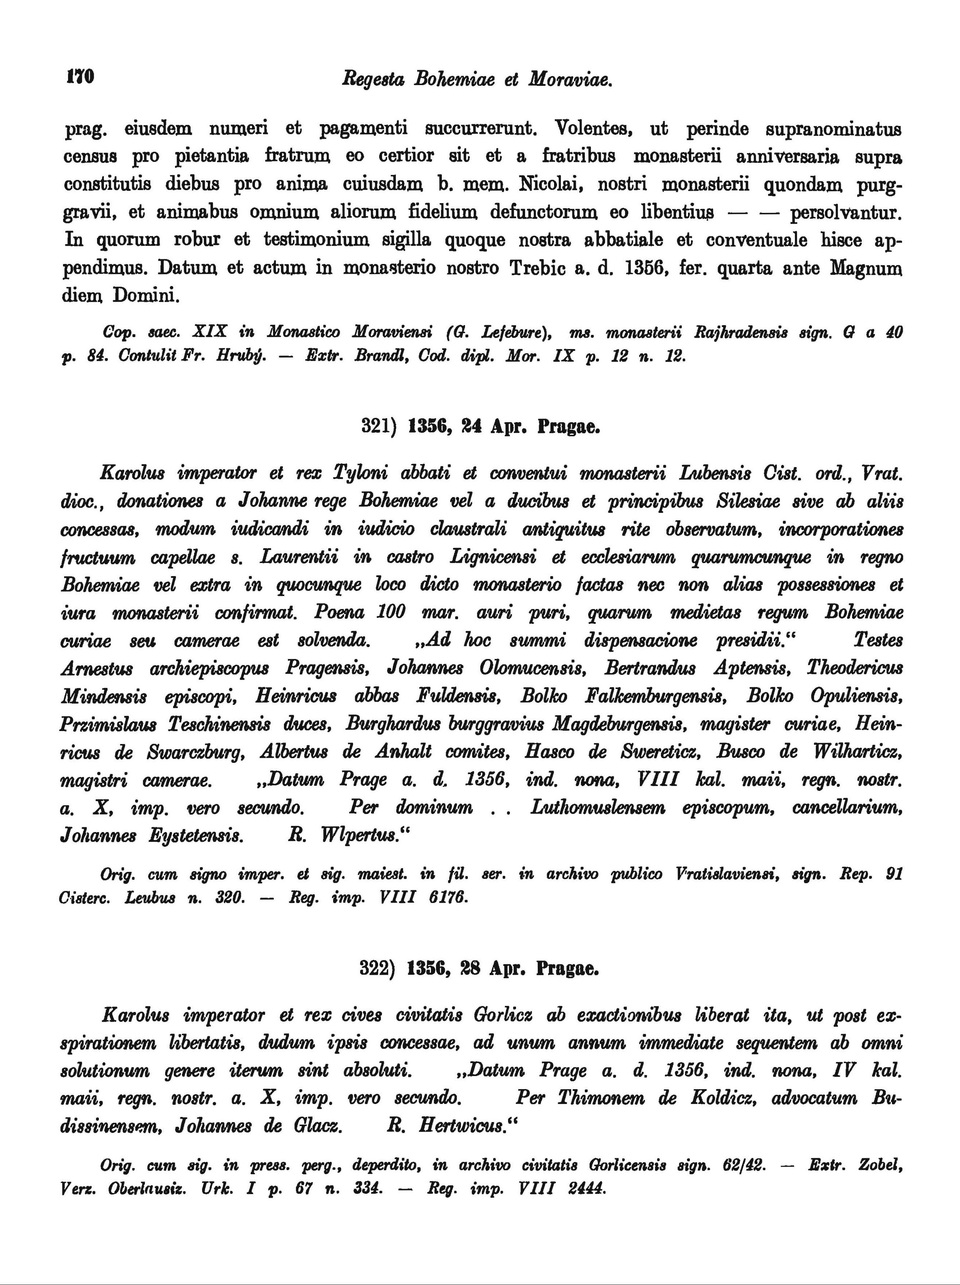 170
Regesta Bohemiae et Moraviae.
prag. eiusdem numeri et pagamenti succurrerunt. Volentes, ut perinde supranominatus
census pro pietantia fratrum eo certior sit et a fratribus monasterii anniversaria supra
constitutis diebus pro anima cuiusdam b. mem. Nicolai, nostri monasterii quondam purg-
gravii, et animabus omnium aliorum fidelium defunctorum eo libentius — — persolvantur.
In quorum robur et testimonium sigilla quoque nostra abbatiale et conventuale hisce ap-
pendimus. Datum et actum in monasterio nostro Trebic a. d. 1356, fer. quarta ante Magnum
diem Domini.
Cop. saec. XIX in Monastico Moraviensi (G. Lefebure), ms. monasterii Rajhradensis sign. G a 40
p. 84. Contulit Fr. Hrubý. — Extr. Brandl, Cod. dipl. Mor. IX p. 12 n. 12.
321) 1356, 24 Apr. Pragae.
Karolus imperator et rex Tyloni abbati et conventui monasterii Lubensis Cist. ord., Vrat.
dioc., donationes a Johanne rege Bohemiae vel a ducibus et principibus Silesiae sive ab aliis
concessas, modum iudicandi in iudicio claustrali antiquitus rite observatum, incorporationes
fructuum capellae s. Laurentii in castro Lignicensi et ecclesiarum quarumcunque in regno
Bohemiae vel extra in quocunque loco dicto monasterio factas nec non alias possessiones et
iura monasterii confirmat. Poena 100 mar. auri puri, quarum medietas regum Bohemiae
curiae seu camerae est solvenda. „Ad hoc summi dispensacione presidii.“ Testes
Arnestus archiepiscopus Pragensis, Johannes Olomucensis, Bertrandus Aptensis, Theodericus
Mindensis episcopi, Heinricus abbas Fuldensis, Bolko Falkemburgensis, Bolko Opuliensis,
Przimislaus Teschinensis duces, Burghardus burggravius Magdeburgensis, magister curiae, Hein-
ricus de Swarczburg, Albertus de Anhalt comites, Hasco de Swereticz, Busco de Wilharticz,
magistri camerae. „Datum Prage a. d. 1356, ind. nona, VIII kal. maii, regn. nostr.
a. X, imp. vero secundo. Per dominum . . Luthomuslensem episcopum, cancellarium,
Johannes Eystetensis. R. Wlpertus.“
Orig. cum signo imper. et sig. maiest. in fil. ser. in archivo publico Vratislaviensi, sign. Rep. 91
Cisterc. Leubus n. 320. — Reg. imp. VIII 6176.
322) 1356, 28 Apr. Pragae.
Karolus imperator et rex cives civitatis Gorlicz ab exactionibus liberat ita, ut post ex-
spirationem libertatis, dudum ipsis concessae, ad unum annum immediate sequentem ab omni
solutionum genere iterum sint absoluti. „Datum Prage a. d. 1356, ind. nona, IV kal.
maii, regn. nostr. a. X, imp. vero secundo. Per Thimonem de Koldicz, advocatum Bu-
dissinensem, Johannes de Glacz. R. Hertwicus.“
Orig. cum sig. in press. perg., deperdito, in archivo civitatis Gorlicensis sign. 62/42. — Extr. Zobel,
Verz. Oberlausiz. Urk. I p. 67 n. 334. — Reg. imp. VIII 2444.